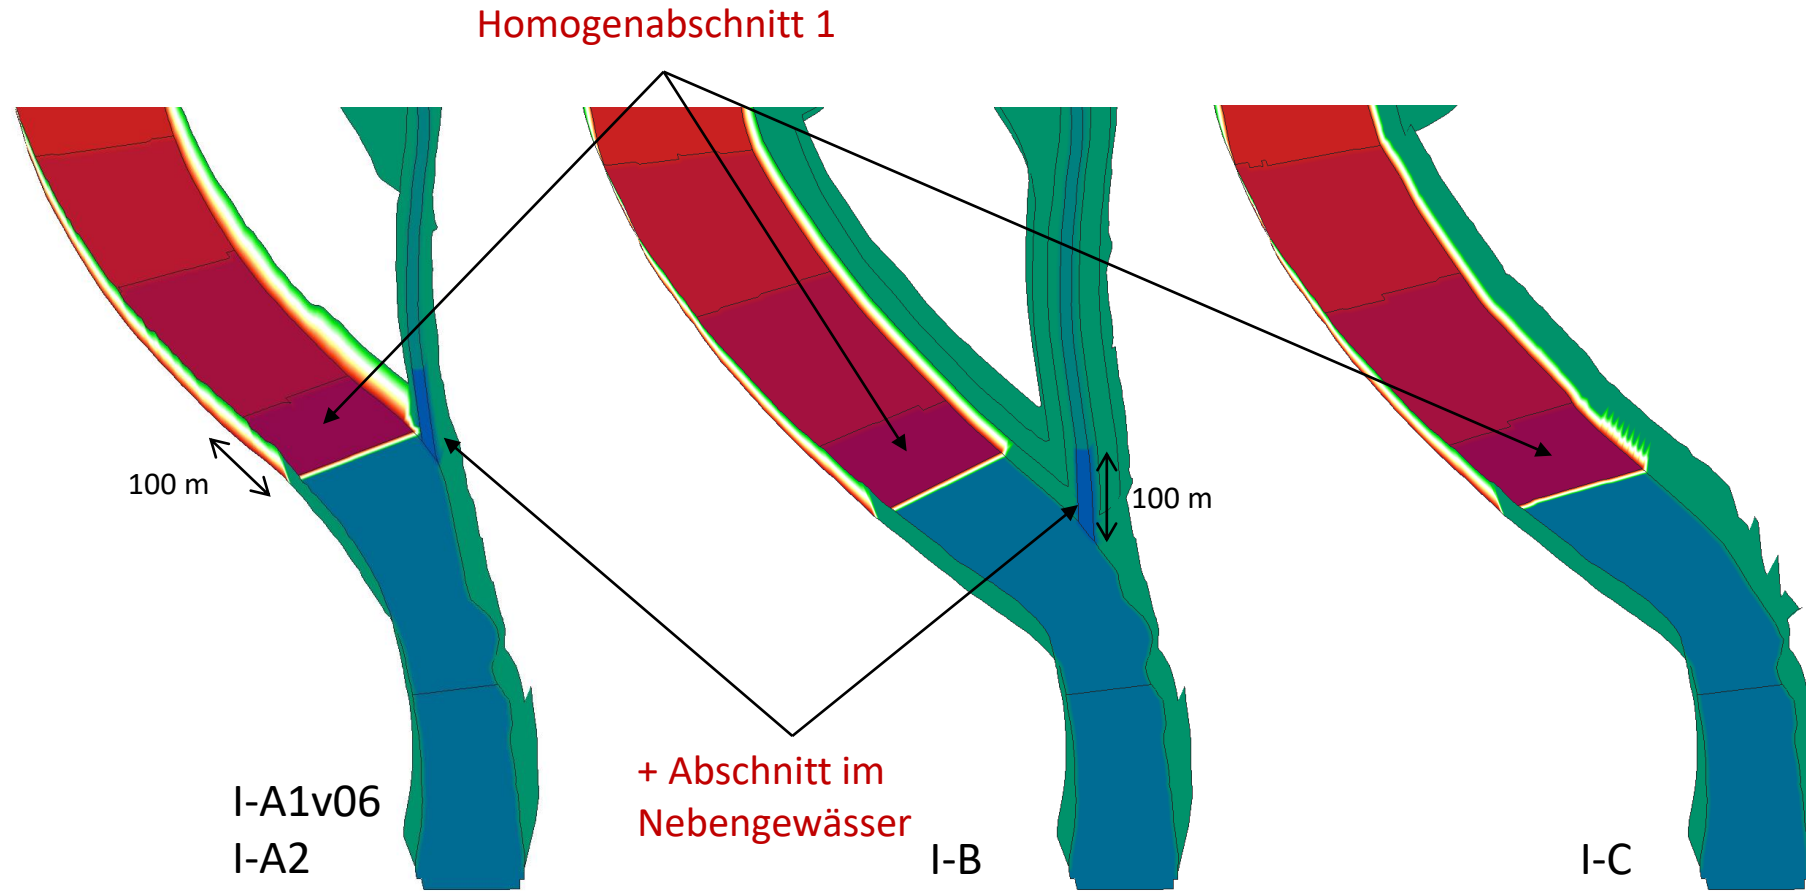 Homogenabschnitt 1
100 m
100 m
+ Abschnitt im
Nebengewässer
I-A1v06
I-A2
I-B
I-C